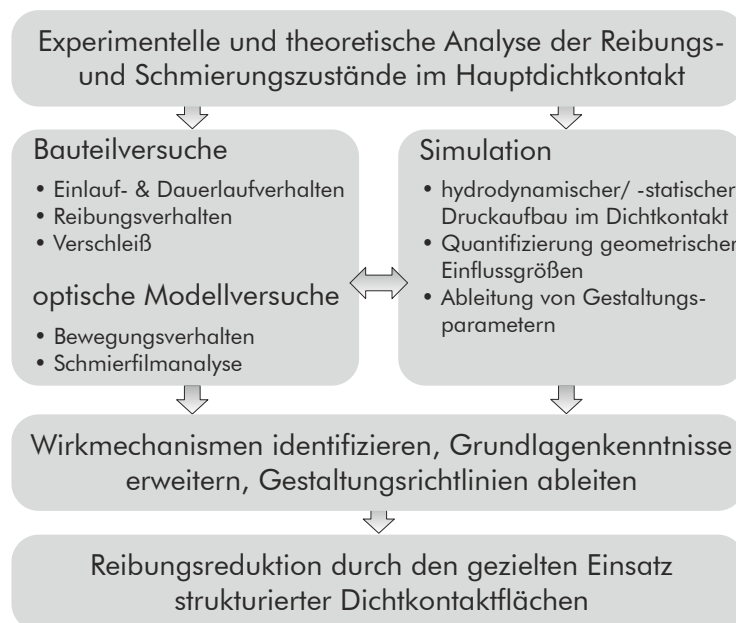 Experimentelle und theoretische Analyse der Reibungs-
und Schmierungszustände im Hauptdichtkontakt
Bauteilversuche
• Einlauf- & Dauerlaufverhalten
• Reibungsverhalten
• Verschleiß
optische Modellversuche
• Bewegungsverhalten
• Schmierfilmanalyse
Simulation
• hydrodynamischer/ -statischer
Druckaufbau im Dichtkontakt
• Quantifizierung geometrischer
Einflussgrößen
• Ableitung von Gestaltungs-
parametern
Wirkmechanismen identifizieren, Grundlagenkenntnisse
erweitern, Gestaltungsrichtlinien ableiten
Reibungsreduktion durch den gezielten Einsatz
strukturierter Dichtkontaktflächen